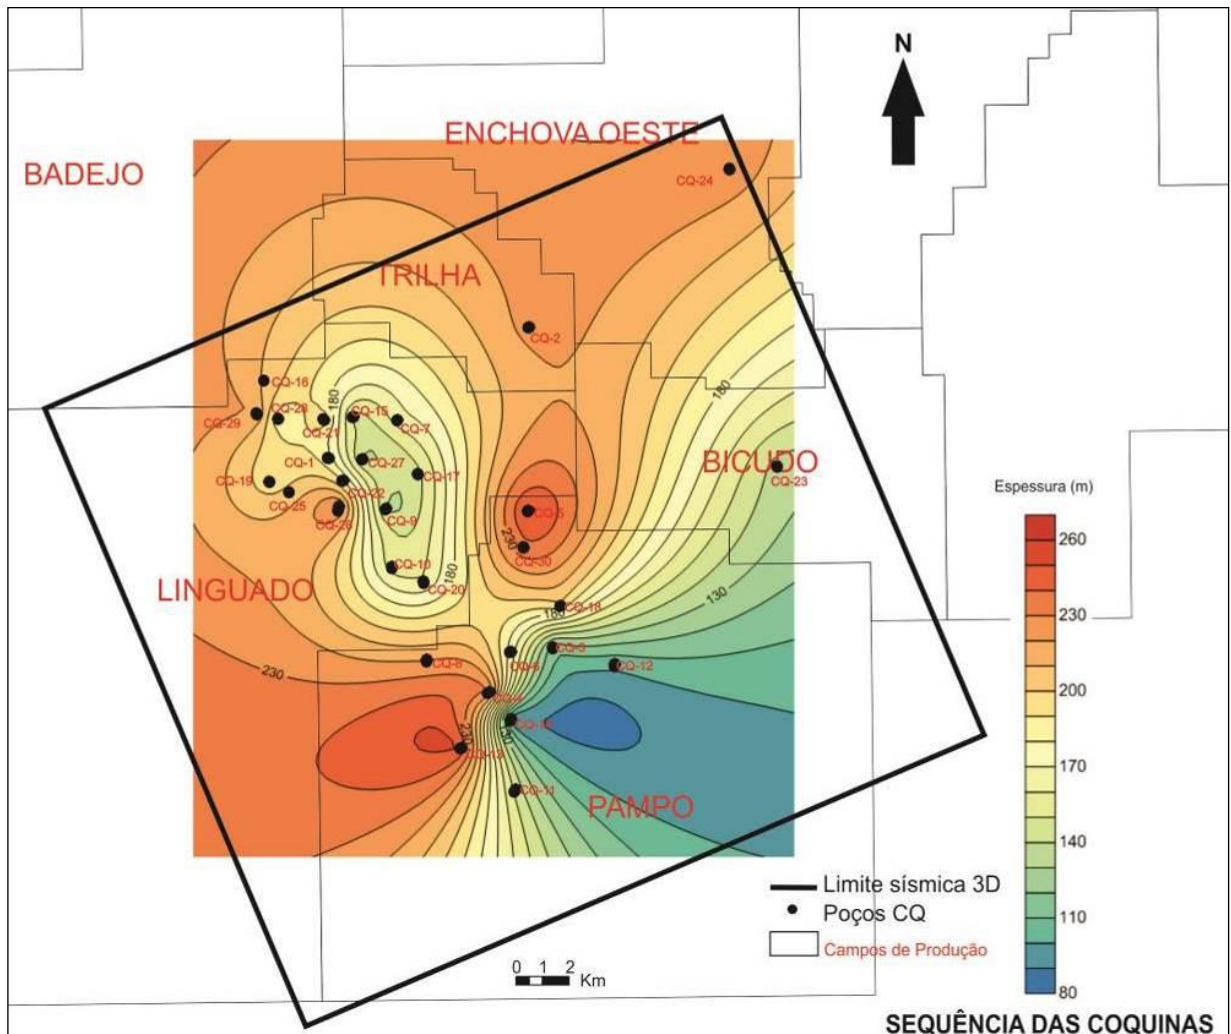 N
ENCHOVA OESTE
BADEJO
CQ-24
TRILHA
CQ-2
CQ-16
CQ-29
CQ-28
180
CQ-15
CQ-21
CQ-7
CQ-1
CQ-27
CQ-17
180
BICUDO
CQ-23
CQ-19
CQ-22
CQ-25
CQ-26
CQ-9
230
CQ-30
CQ-10
180
CQ-20
LINGUADO
130
CQ-18
180
CQ-8
CQ-6
CQ-3
CQ-12
230
230
CQ-13
CQ-11
PAMPO
Espessura (m)
260
230
200
170
140
110
80
Limite sísmica 3D
Poços CQ
Campos de Produção
0 1 2
Km
SEQUÊNCIA DAS COQUINAS